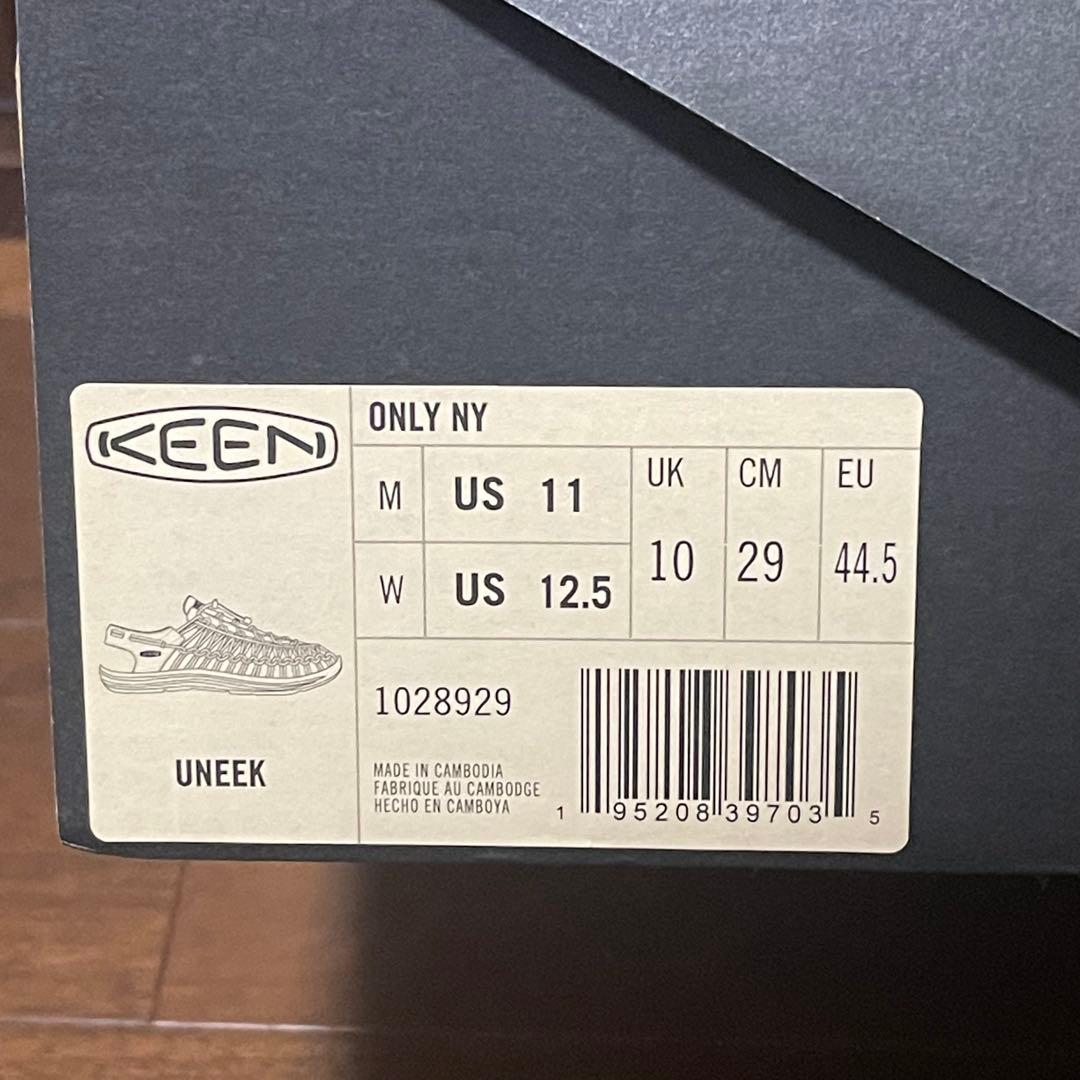 KEEN
ONLY NY
M US 11
W US 12.5
UK CM EU
10 29 44.5
UNEEK
1028929
MADE IN CAMBODIA
FABRIQUE AU CAMBODGE
HECHO EN CAMBOYA
1 95208 39703 5